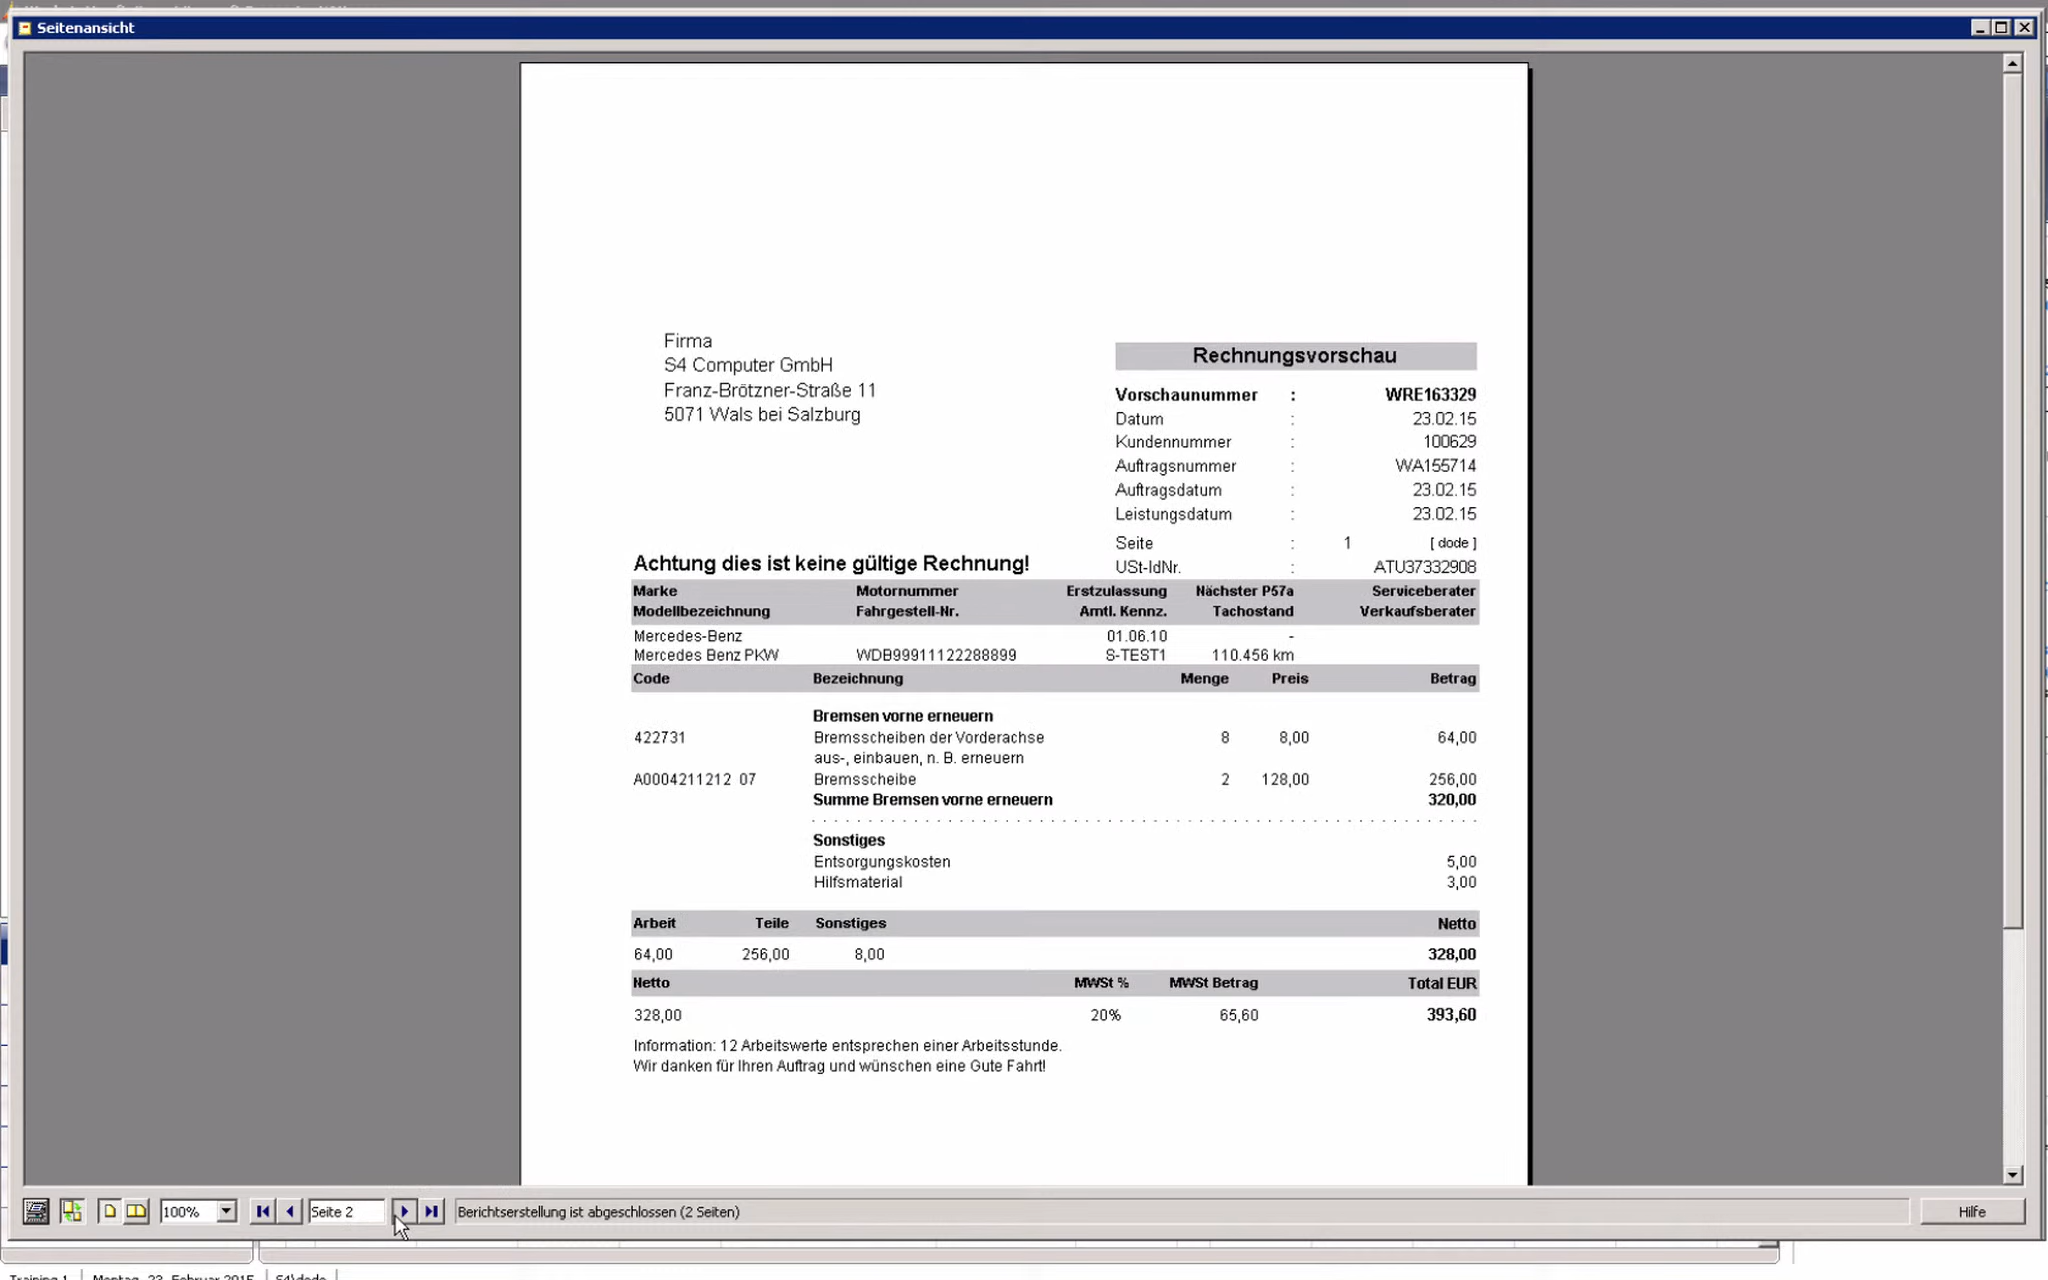 Seitenansicht
Firma
S4 Computer GmbH
Franz-Brötzner-Straße 11
5071 Wals bei Salzburg
Rechnungsvorschau
Vorschaunummer : WRE163329
Datum : 23.02.15
Kundennummer : 100629
Auftragsnummer : WA155714
Auftragsdatum : 23.02.15
Leistungsdatum : 23.02.15
Seite : 1 [ dode ]
USt-IdNr. : ATU37332908
Achtung dies ist keine gültige Rechnung!
Marke Motornummer Erstzulassung Nächster P57a Serviceberater
Modellbezeichnung Fahrgestell-Nr. Amtl. Kennz. Tachostand Verkaufsberater
Mercedes-Benz 01.06.10 -
Mercedes Benz PKW WDB99911122288899 S-TEST1 110.456 km
Code Bezeichnung Menge Preis Betrag
Bremsen vorne erneuern
422731 Bremsscheiben der Vorderachse 8 8,00 64,00
aus-, einbauen, n. B. erneuern
A0004211212 07 Bremsscheibe 2 128,00 256,00
Summe Bremsen vorne erneuern 320,00
Sonstiges
Entsorgungskosten 5,00
Hilfsmaterial 3,00
Arbeit Teile Sonstiges Netto
64,00 256,00 8,00 328,00
Netto MWSt % MWSt Betrag Total EUR
328,00 20% 65,60 393,60
Information: 12 Arbeitswerte entsprechen einer Arbeitsstunde.
Wir danken für Ihren Auftrag und wünschen eine Gute Fahrt!
100% Seite 2 Berichtserstellung ist abgeschlossen (2 Seiten) Hilfe
Training 1 Montag, 23. Februar 2015 S4\dode